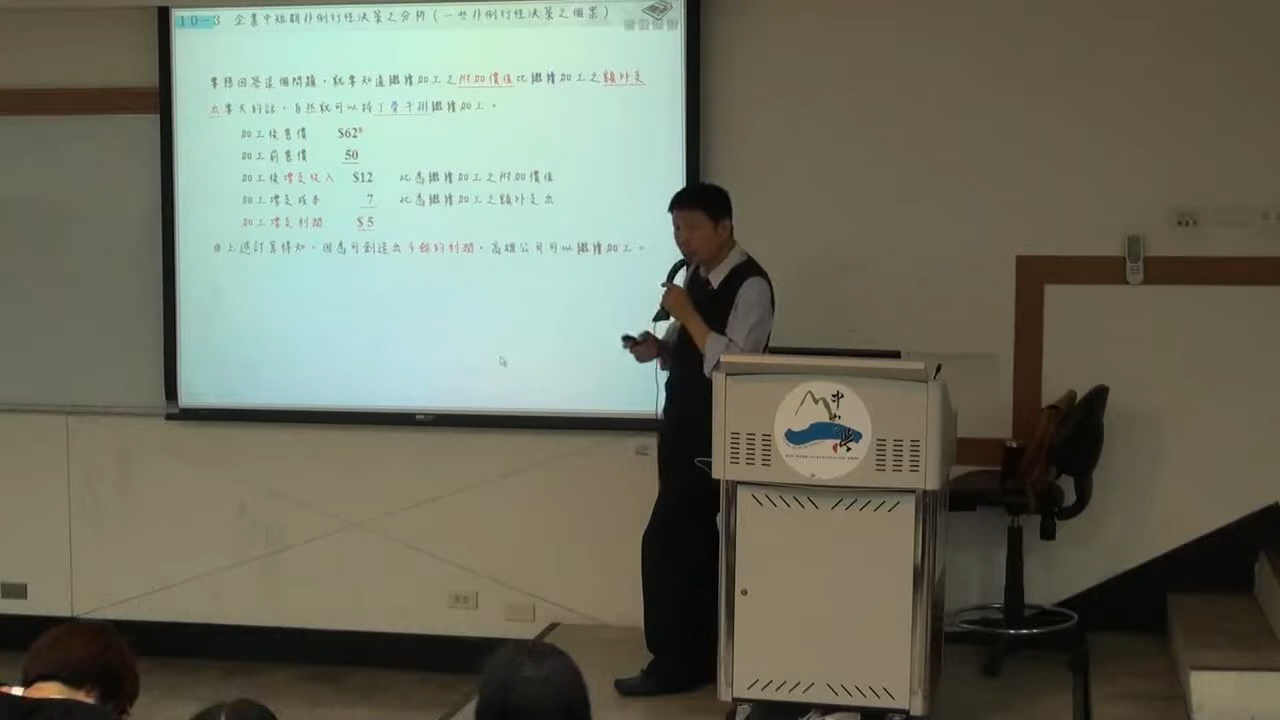 10-3 企業中短期非例行性決策之分析(一些非例行性決策之個案)
要想回答這個問題,就要知道繼續加工之附加價值比繼續加工之額外支
出要大的話,自然就可以將丁骨牛排繼續加工。
加工後售價 $62⁸
加工前售價 50
加工後增支收入 $12 此為繼續加工之附加價值
加工增支成本 7 此為繼續加工之額外支出
加工增支利潤 $5
由上述計算得知,因為可創造出多餘的利潤,高雄公司可以繼續加工。
中山